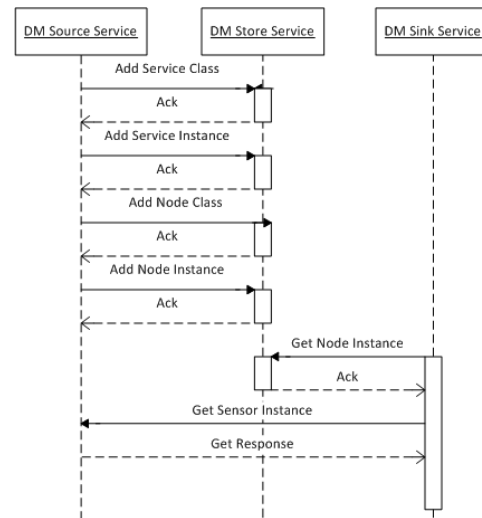 DM Source Service
DM Store Service
DM Sink Service
Add Service Class
Ack
Add Service Instance
Ack
Add Node Class
Ack
Add Node Instance
Ack
Get Node Instance
Ack
Get Sensor Instance
Get Response